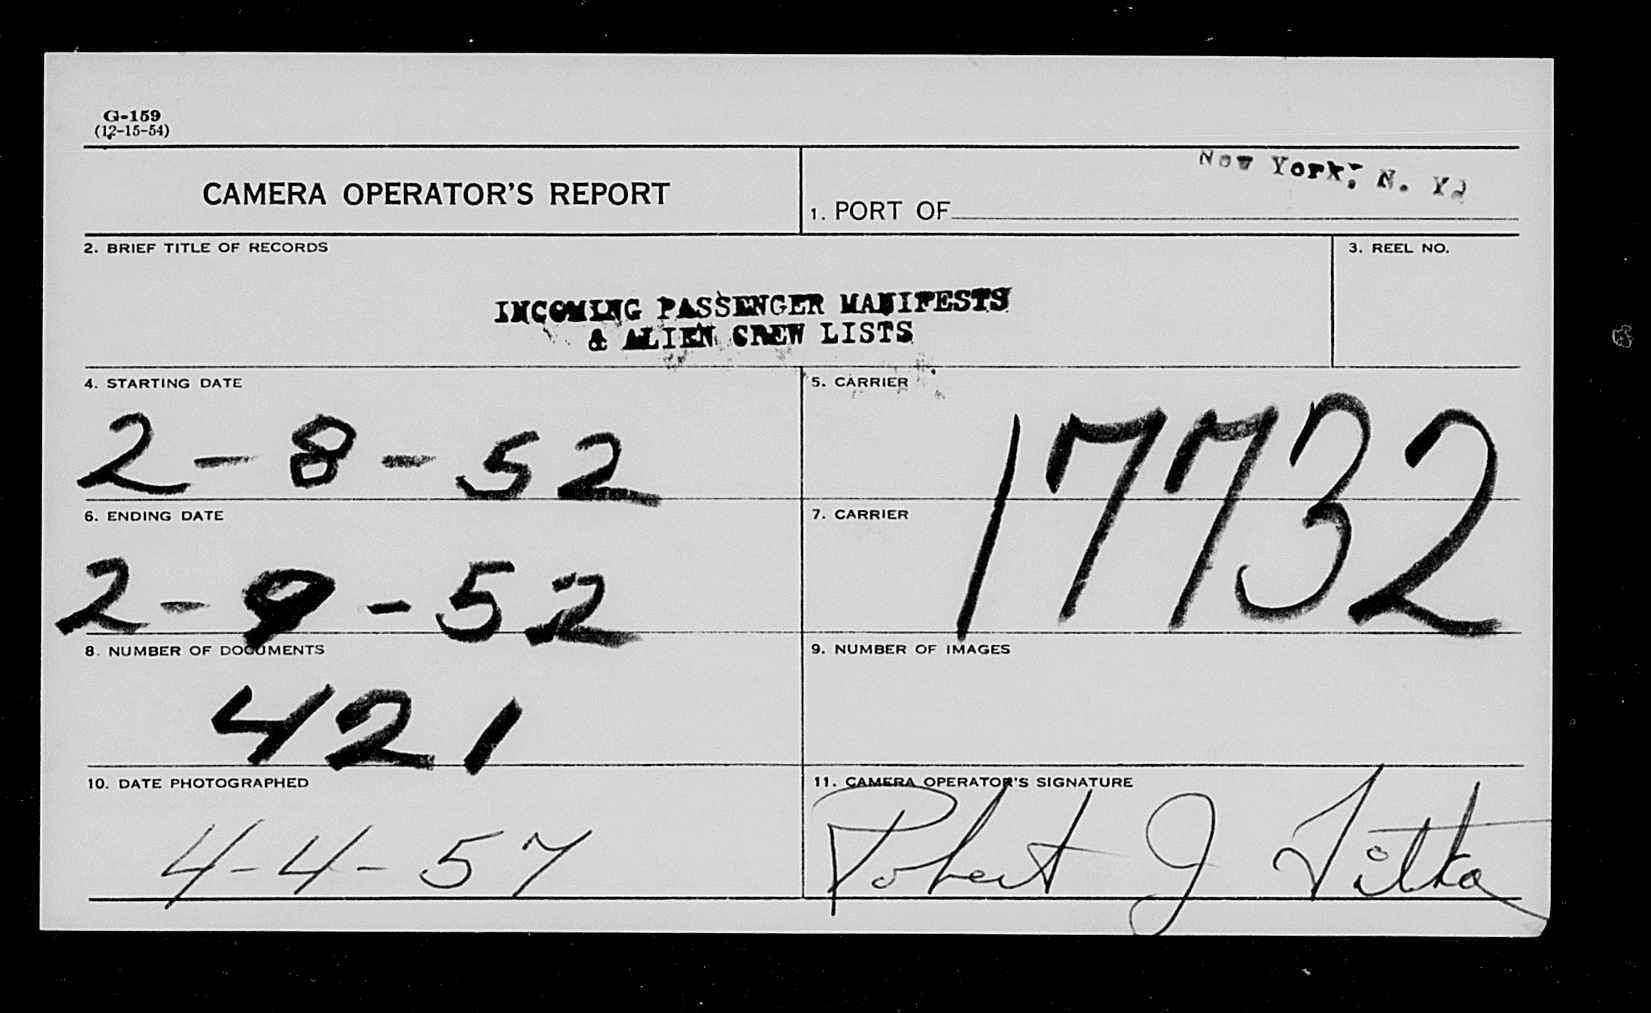 G-159
(12-15-54)
CAMERA OPERATOR'S REPORT
1. PORT OF New York, N. Y.
2. BRIEF TITLE OF RECORDS
3. REEL NO.
INCOMING PASSENGER MANIFESTS
& ALIEN CREW LISTS
4. STARTING DATE
2-8-52
5. CARRIER
17732
6. ENDING DATE
2-9-52
7. CARRIER
8. NUMBER OF DOCUMENTS
421
9. NUMBER OF IMAGES
10. DATE PHOTOGRAPHED
4-4-57
11. CAMERA OPERATOR'S SIGNATURE
Robert J